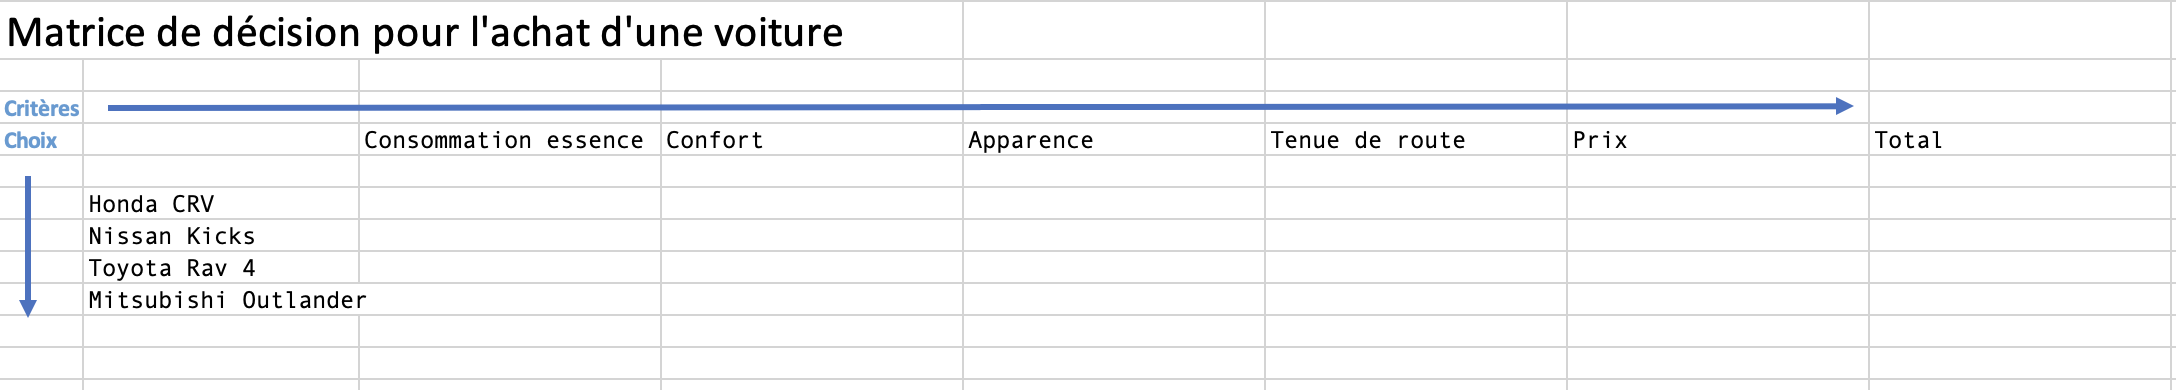 Matrice de décision pour l'achat d'une voiture
Critères
Choix Consommation essence Confort Apparence Tenue de route Prix Total
Honda CRV
Nissan Kicks
Toyota Rav 4
Mitsubishi Outlander